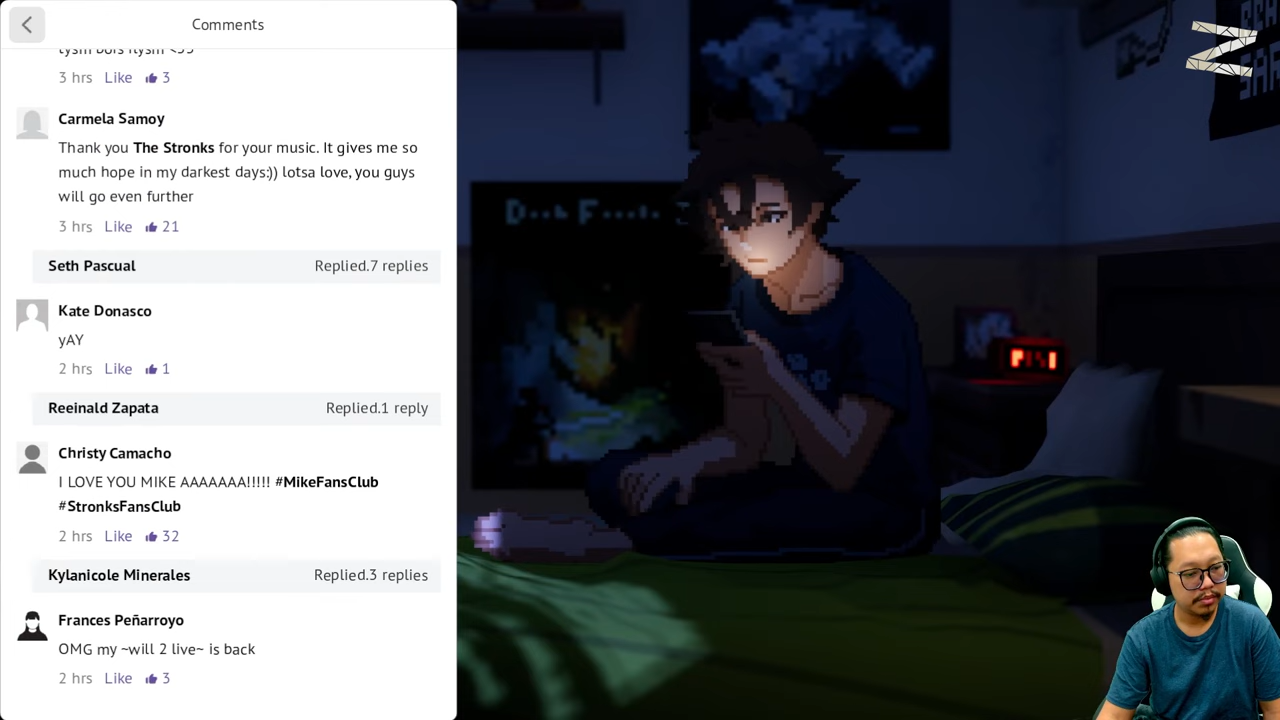 Comments
tysm bois ilysm <33
3 hrs Like 3
Carmela Samoy
Thank you The Stronks for your music. It gives me so
much hope in my darkest days:)) lotsa love, you guys
will go even further
3 hrs Like 21
Seth Pascual Replied.7 replies
Kate Donasco
yAY
2 hrs Like 1
Reeinald Zapata Replied.1 reply
Christy Camacho
I LOVE YOU MIKE AAAAAAA!!!!! #MikeFansClub
#StronksFansClub
2 hrs Like 32
Kylanicole Minerales Replied.3 replies
Frances Peñarroyo
OMG my ~will 2 live~ is back
2 hrs Like 3